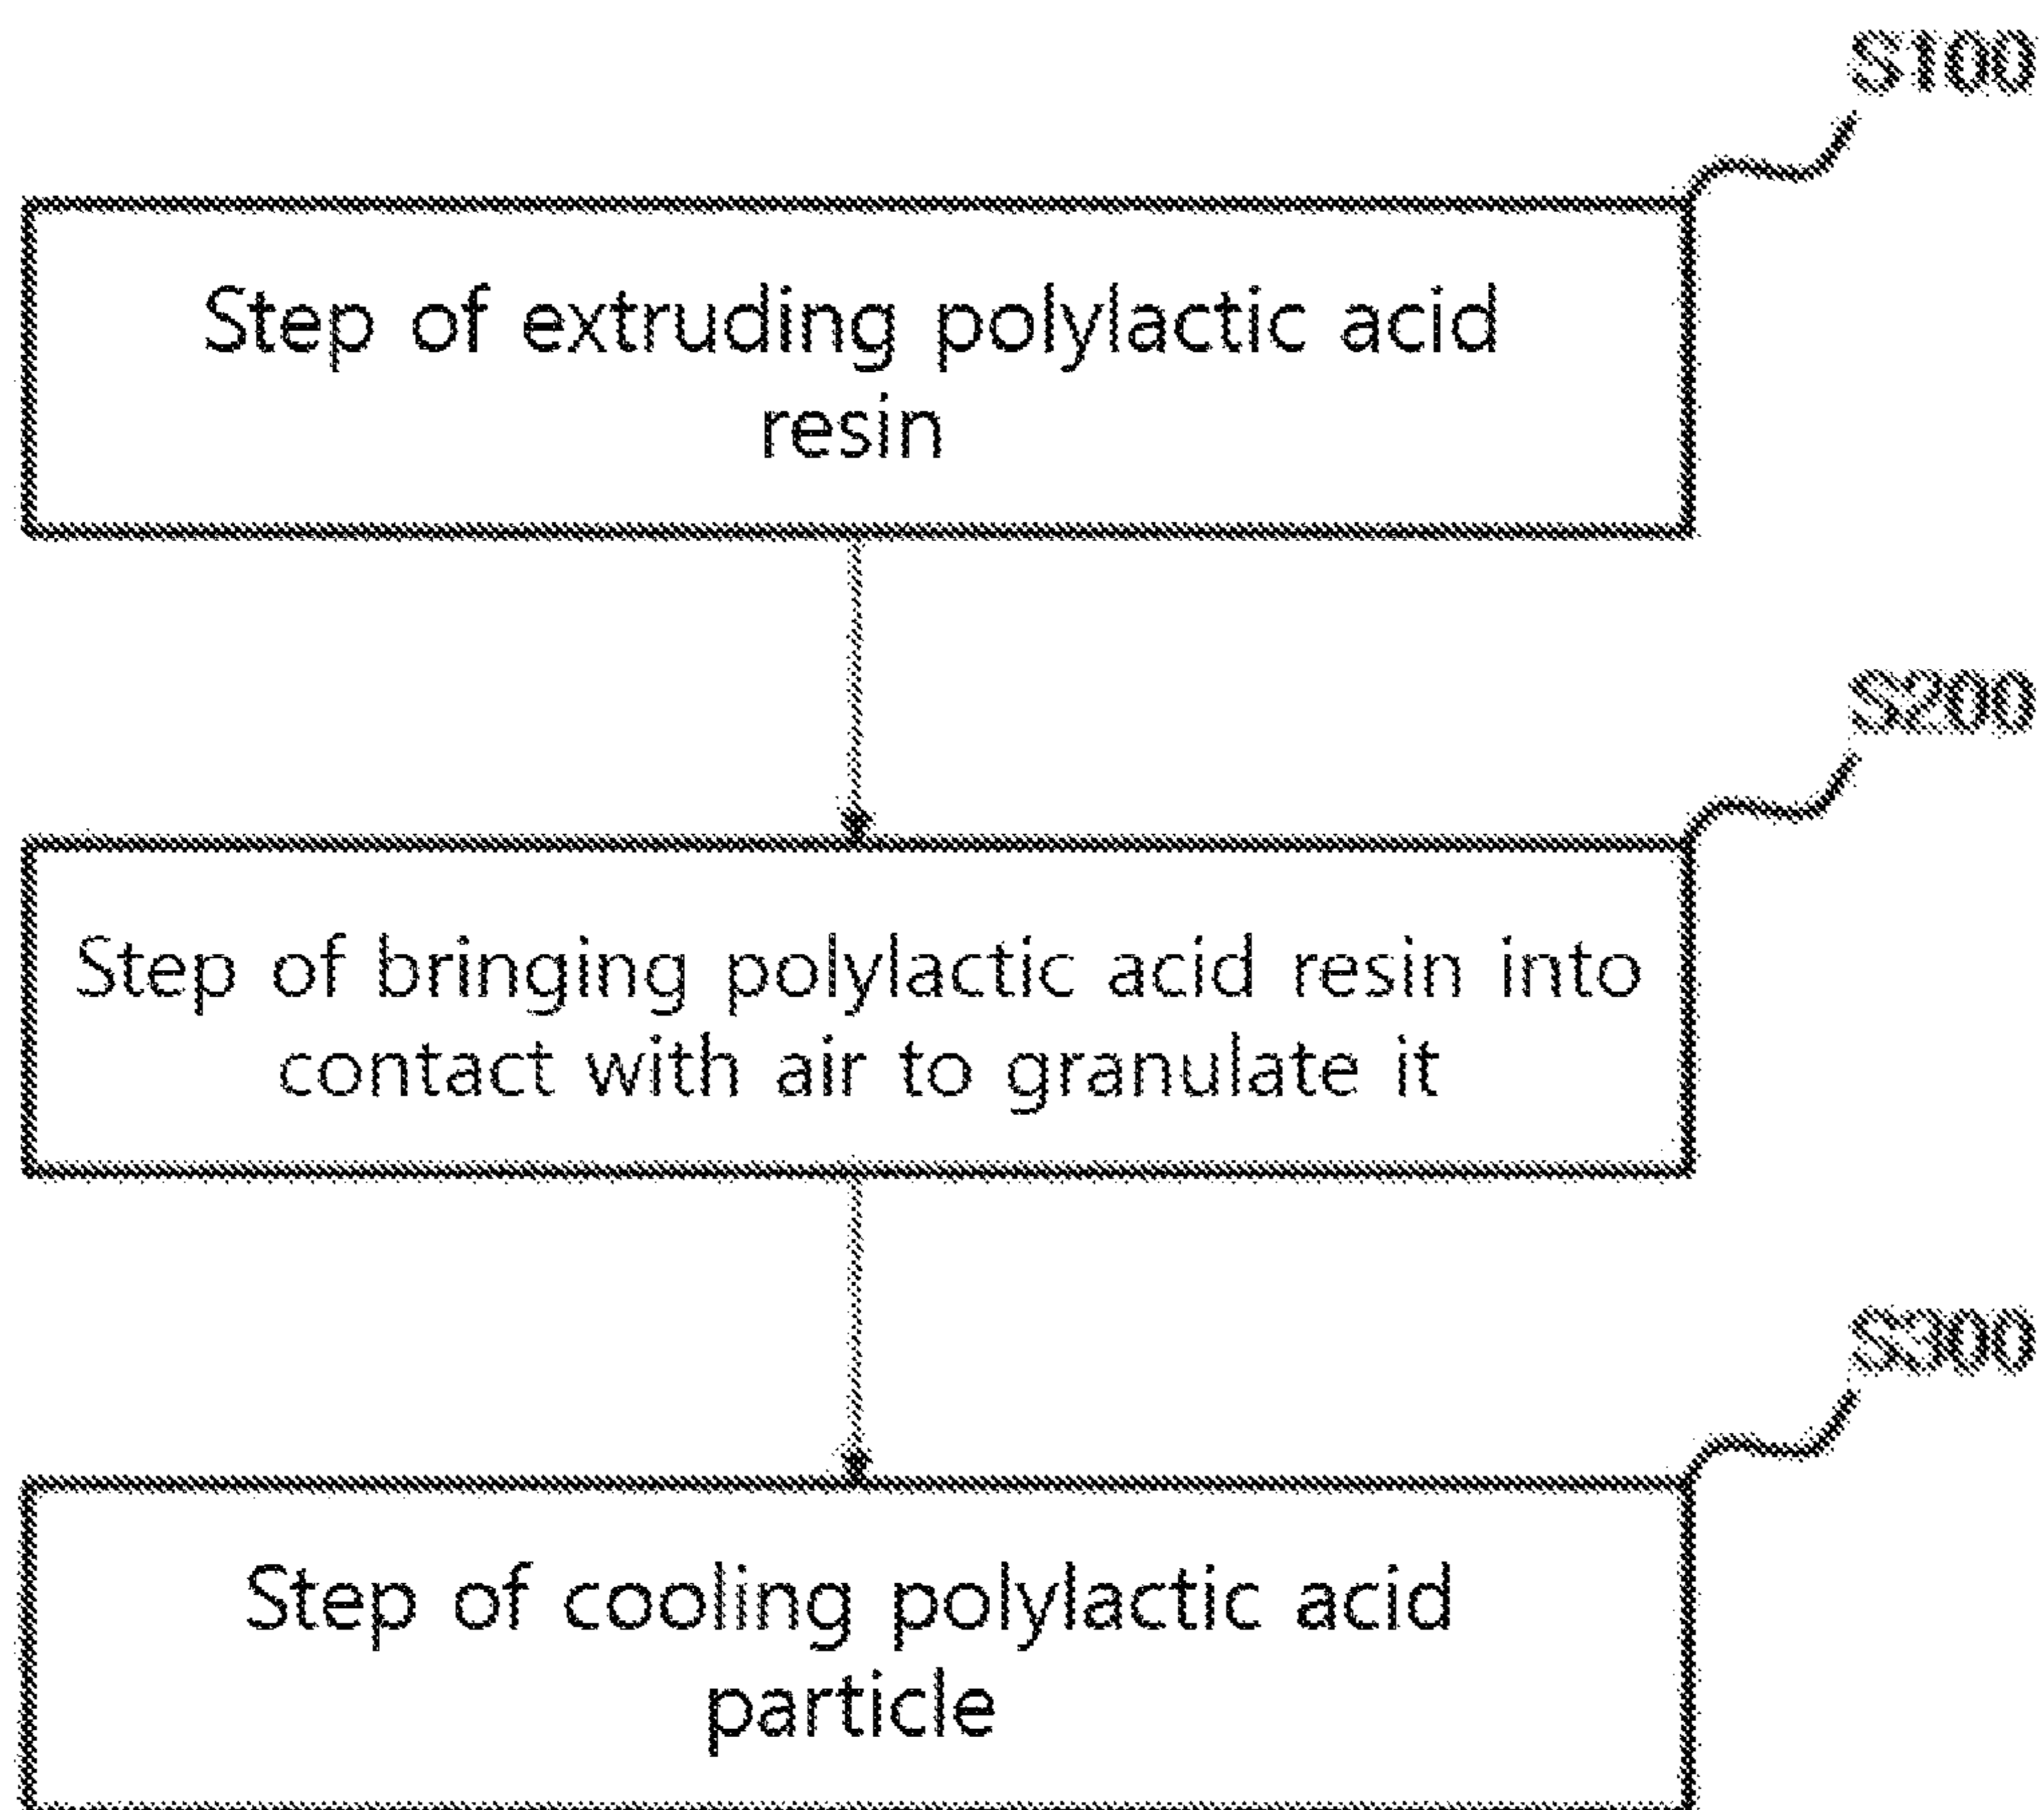 S100
Step of extruding polylactic acid
resin
S200
Step of bringing polylactic acid resin into
contact with air to granulate it
S300
Step of cooling polylactic acid
particle